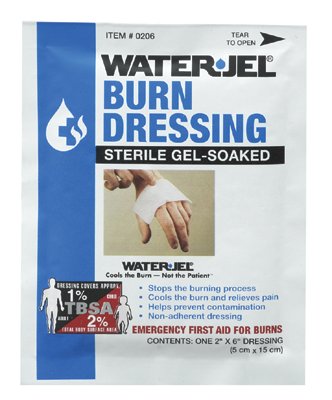 ITEM # 0206
TEAR
TO OPEN
WATER·JEL®
BURN
DRESSING
STERILE GEL-SOAKED
WATER·JEL®
Cools the Burn — Not the Patient™
DRESSING COVERS APPROX.
1% CHILD
TBSA
ADULT 2%
TOTAL BODY SURFACE AREA
• Stops the burning process
• Cools the burn and relieves pain
• Helps prevent contamination
• Non-adherent dressing
EMERGENCY FIRST AID FOR BURNS
CONTENTS: ONE 2" X 6" DRESSING
(5 cm x 15 cm)